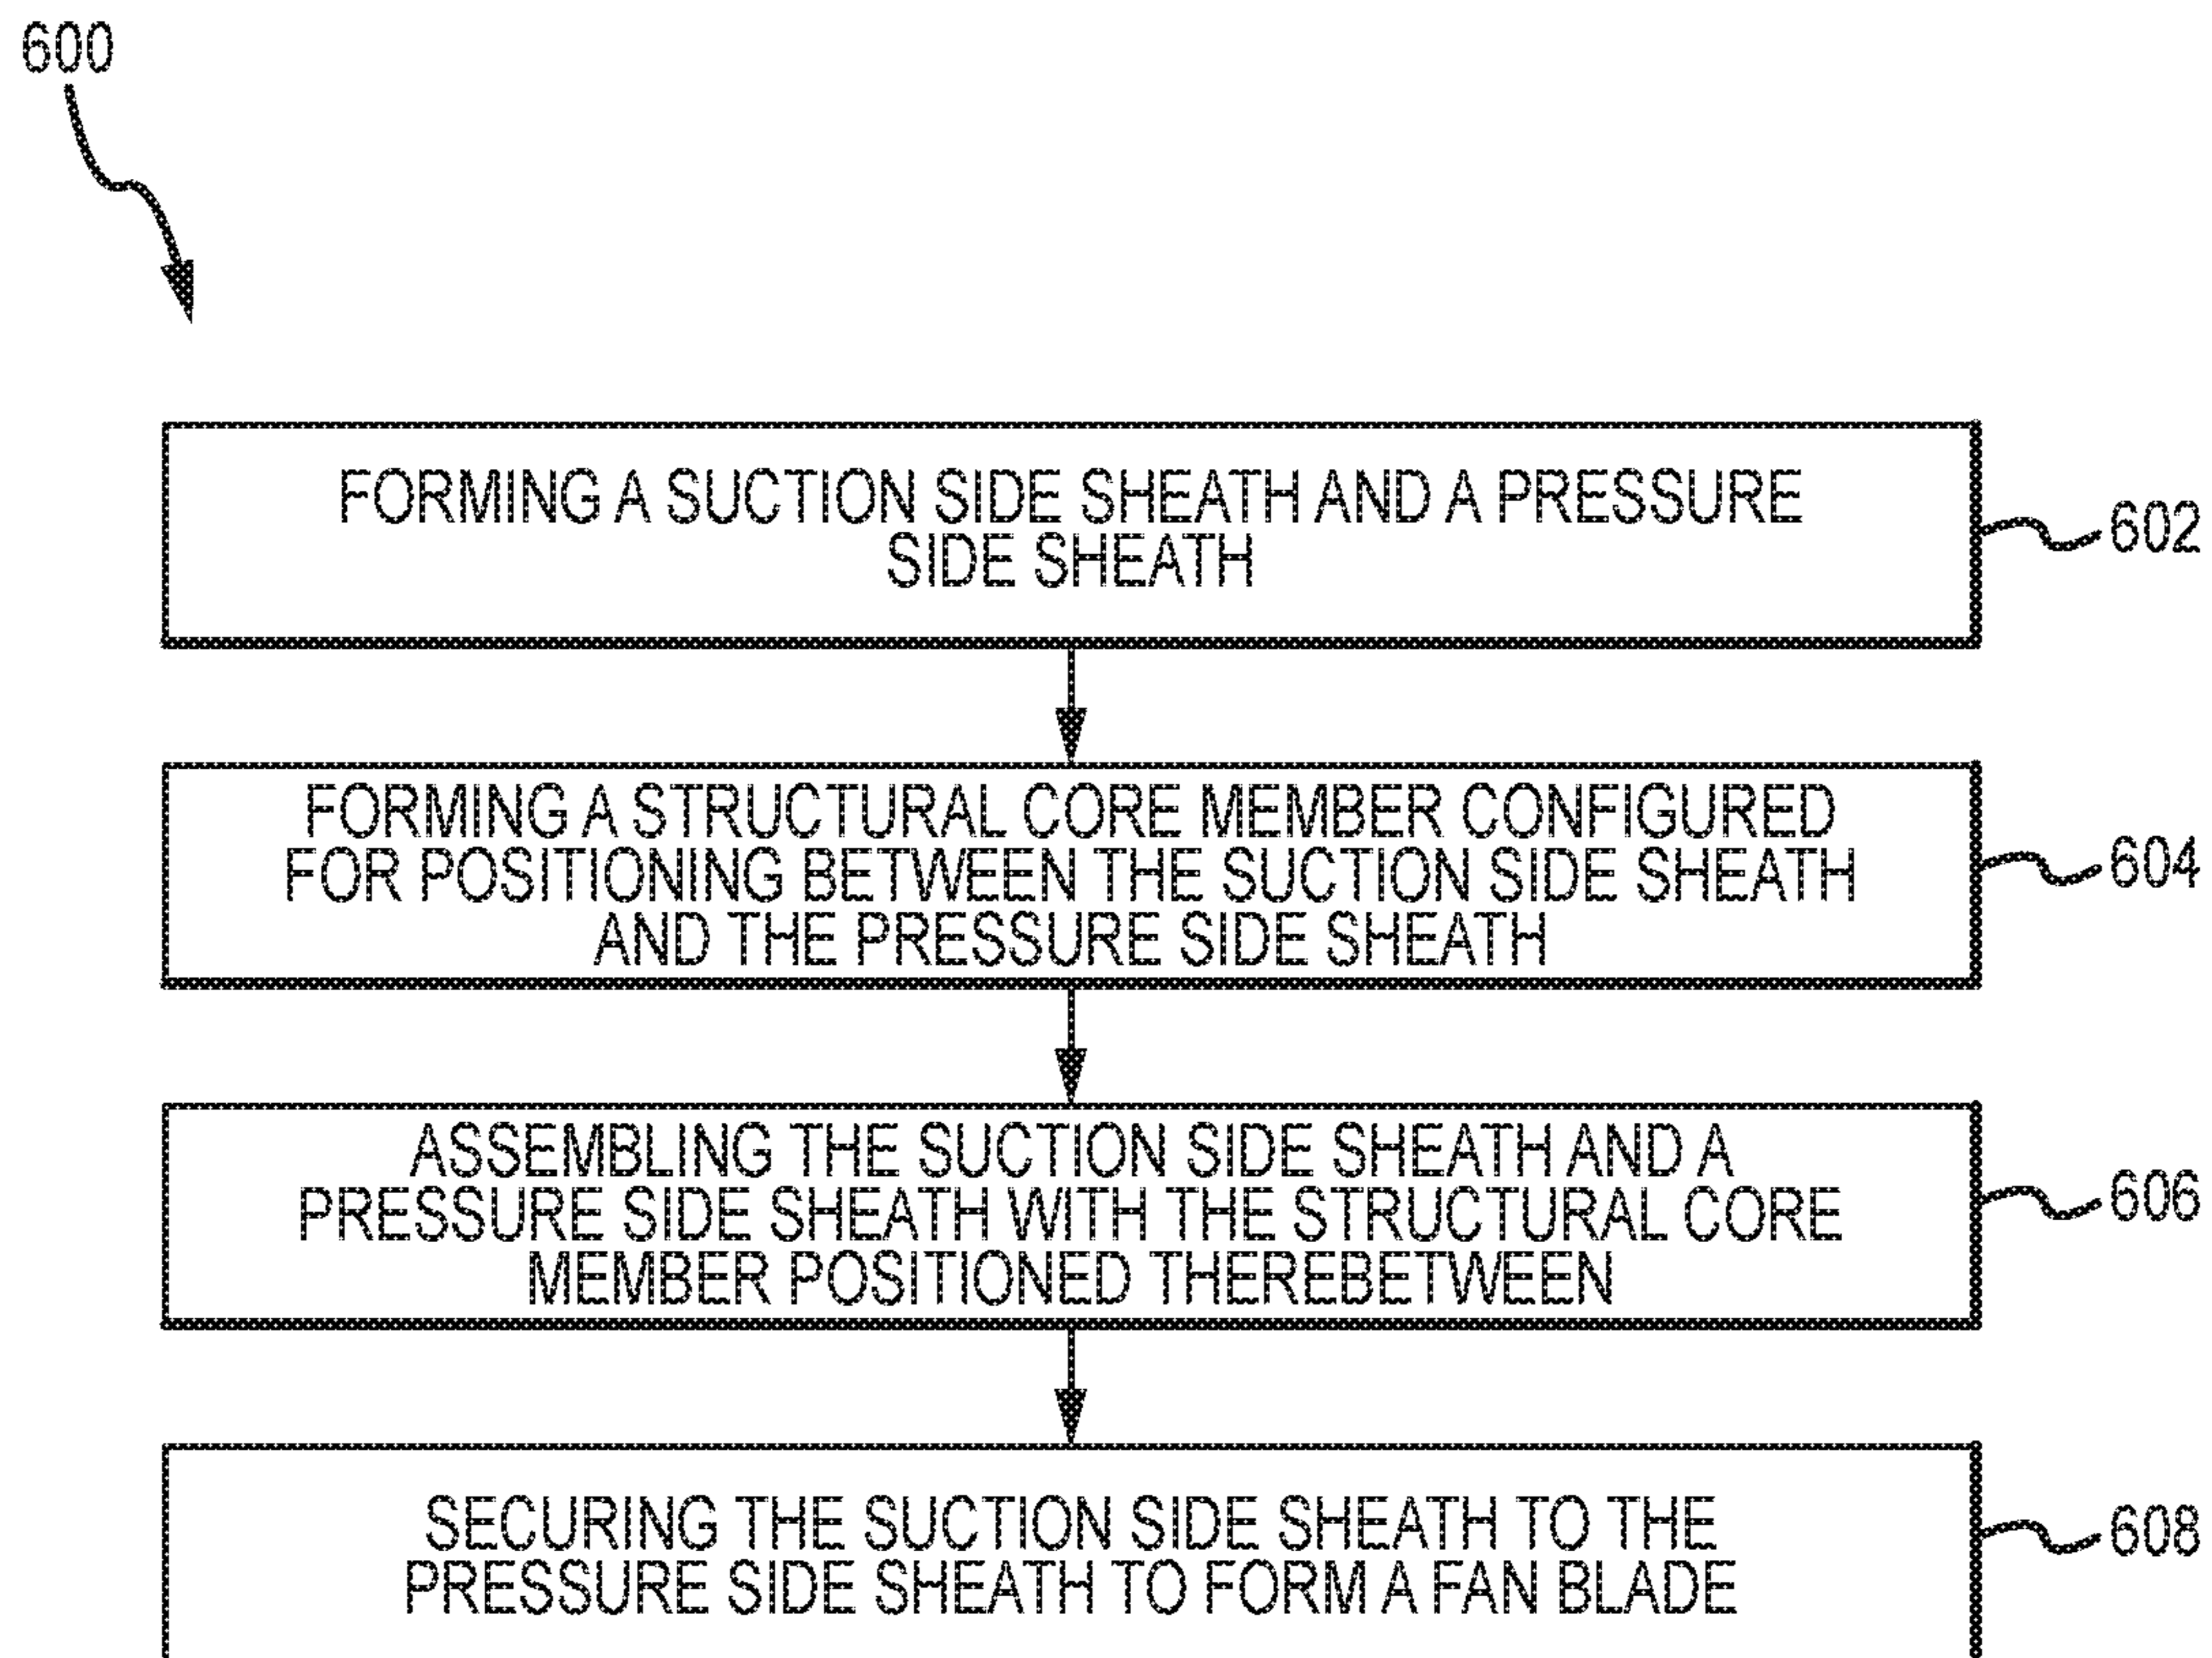 600
FORMING A SUCTION SIDE SHEATH AND A PRESSURE
SIDE SHEATH
602
FORMING A STRUCTURAL CORE MEMBER CONFIGURED
FOR POSITIONING BETWEEN THE SUCTION SIDE SHEATH
AND THE PRESSURE SIDE SHEATH
604
ASSEMBLING THE SUCTION SIDE SHEATH AND A
PRESSURE SIDE SHEATH WITH THE STRUCTURAL CORE
MEMBER POSITIONED THEREBETWEEN
606
SECURING THE SUCTION SIDE SHEATH TO THE
PRESSURE SIDE SHEATH TO FORM A FAN BLADE
608